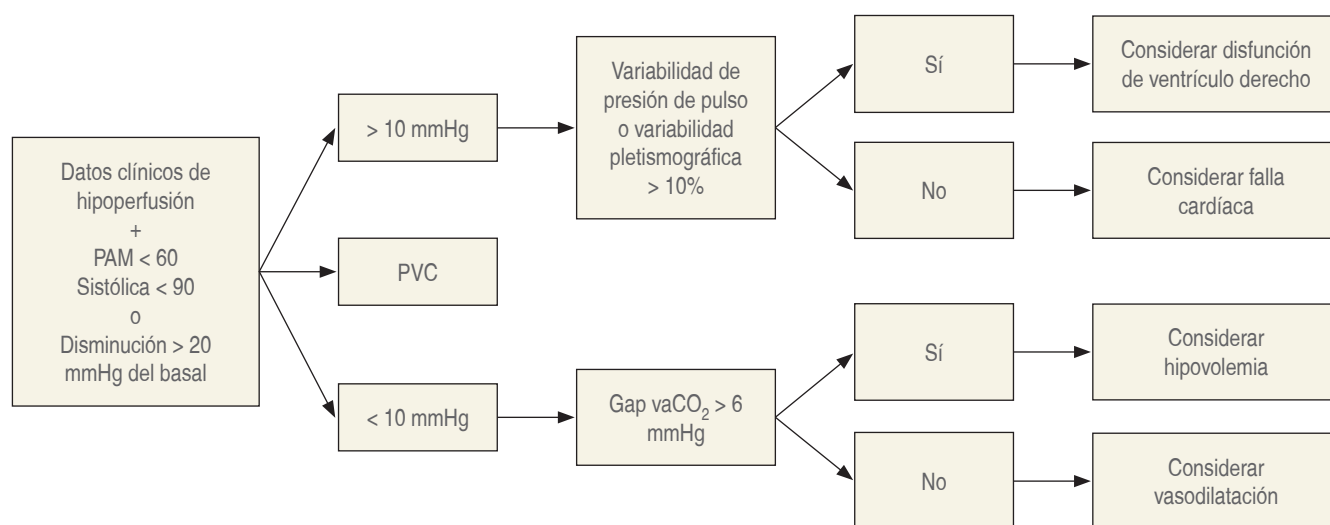 Datos clínicos de
hipoperfusión
+
PAM < 60
Sistólica < 90
o
Disminución > 20
mmHg del basal
> 10 mmHg
PVC
< 10 mmHg
Variabilidad de
presión de pulso
o variabilidad
pletismográfica
> 10%
Gap vaCO₂ > 6
mmHg
Sí
No
Sí
No
Considerar disfunción
de ventrículo derecho
Considerar falla
cardíaca
Considerar
hipovolemia
Considerar
vasodilatación